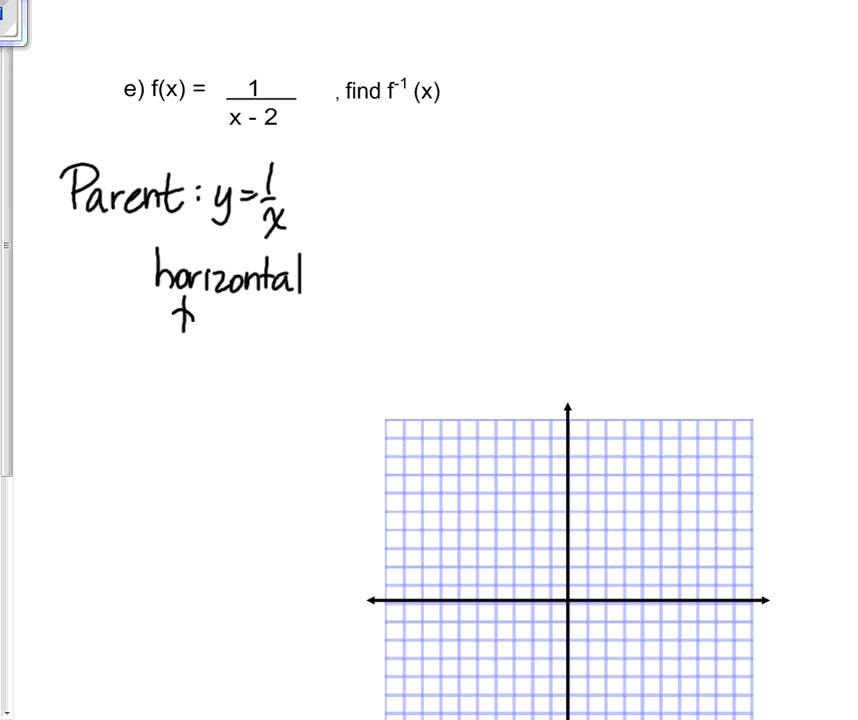 e) f(x) = 1 / x - 2 , find f⁻¹ (x)
Parent : y = 1/x
horizontal